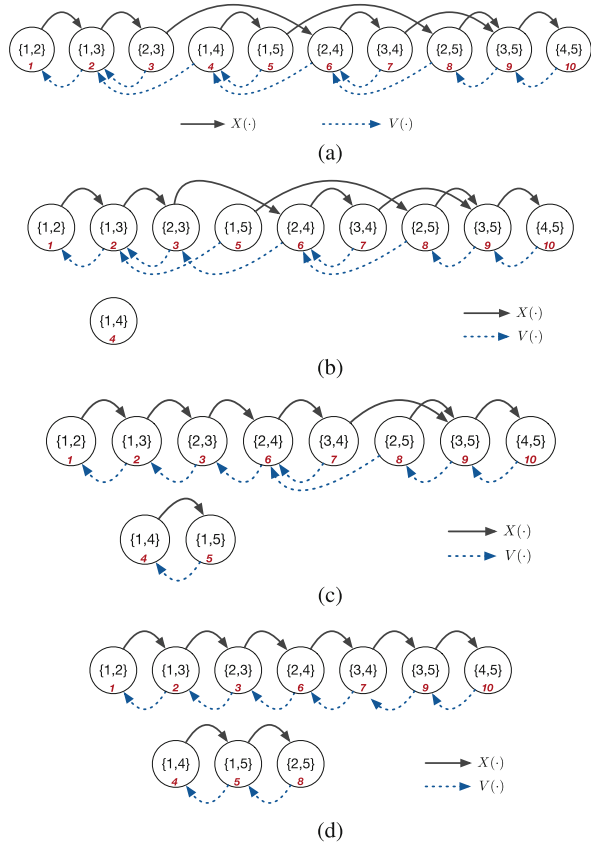 {1,2} {1,3} {2,3} {1,4} {1,5} {2,4} {3,4} {2,5} {3,5} {4,5}
1 2 3 4 5 6 7 8 9 10
X(·) V(·)
(a)
{1,2} {1,3} {2,3} {1,5} {2,4} {3,4} {2,5} {3,5} {4,5}
1 2 3 5 6 7 8 9 10
{1,4}
4
X(·)
V(·)
(b)
{1,2} {1,3} {2,3} {2,4} {3,4} {2,5} {3,5} {4,5}
1 2 3 6 7 8 9 10
{1,4} {1,5}
4 5
X(·)
V(·)
(c)
{1,2} {1,3} {2,3} {2,4} {3,4} {3,5} {4,5}
1 2 3 6 7 9 10
{1,4} {1,5} {2,5}
4 5 8
X(·)
V(·)
(d)